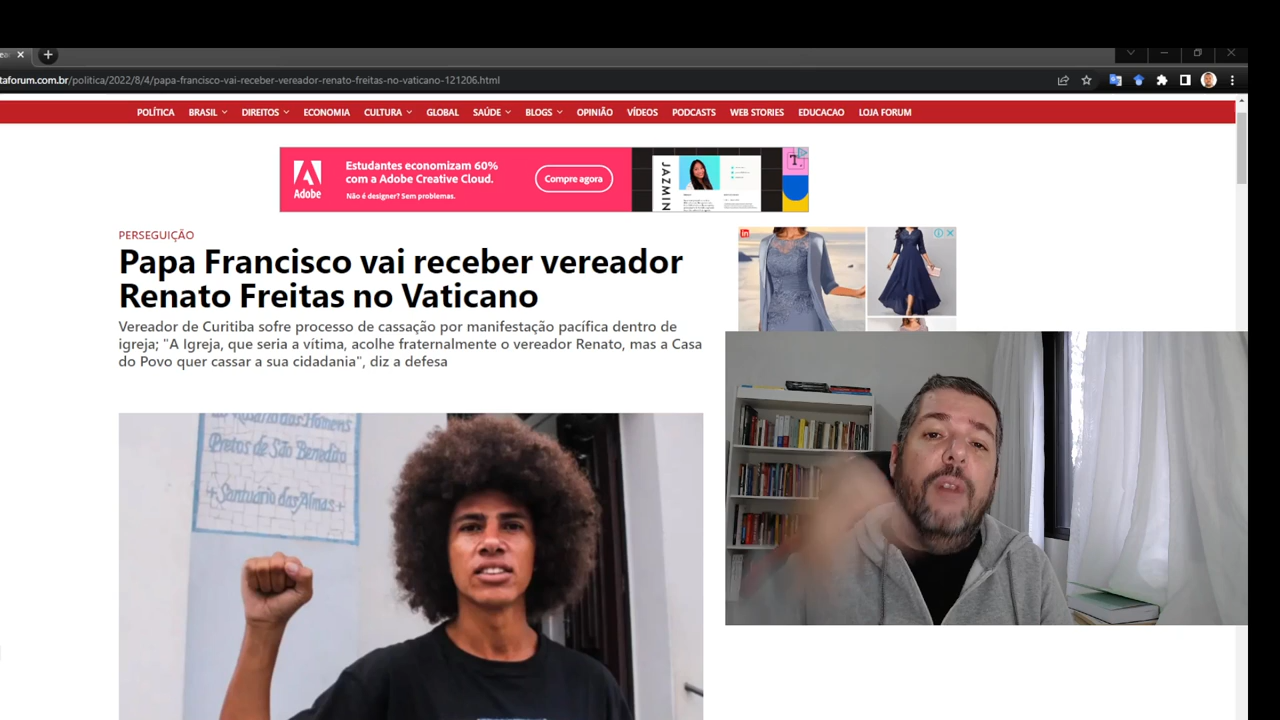 taforum.com.br/politica/2022/8/4/papa-francisco-vai-receber-vereador-renato-freitas-no-vaticano-121206.html
POLÍTICA BRASIL DIREITOS ECONOMIA CULTURA GLOBAL SAÚDE BLOGS OPINIÃO VÍDEOS PODCASTS WEB STORIES EDUCACAO LOJA FORUM
Adobe
Estudantes economizam 60%
com a Adobe Creative Cloud.
Não é designer? Sem problemas.
Compre agora
JAZMIN
T.
PERSEGUIÇÃO
Papa Francisco vai receber vereador
Renato Freitas no Vaticano
Vereador de Curitiba sofre processo de cassação por manifestação pacífica dentro de
igreja; "A Igreja, que seria a vítima, acolhe fraternalmente o vereador Renato, mas a Casa
do Povo quer cassar a sua cidadania", diz a defesa
Rosário dos Homens
Pretos de São Benedito
+Santuario das Almas+